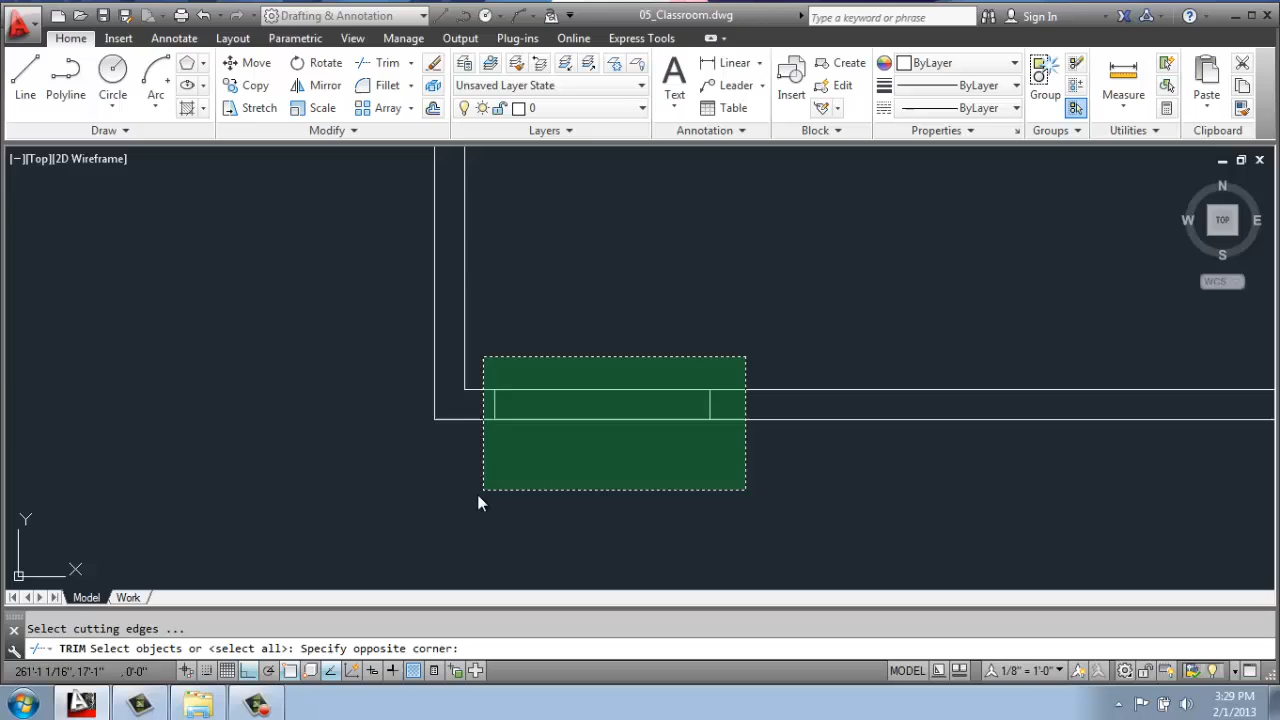 Drafting & Annotation
05_Classroom.dwg
Type a keyword or phrase
Sign In
Home Insert Annotate Layout Parametric View Manage Output Plug-ins Online Express Tools
Line
Polyline
Circle
Arc
Draw
Move
Rotate
Trim
Copy
Mirror
Fillet
Stretch
Scale
Array
Modify
Unsaved Layer State
0
Layers
Text
Linear
Leader
Table
Annotation
Insert
Create
Edit
Block
ByLayer
ByLayer
ByLayer
Properties
Group
Groups
Measure
Utilities
Paste
Clipboard
[−][Top][2D Wireframe]
N
W
TOP
E
S
WCS
Y
X
Model
Work
Select cutting edges ...
TRIM Select objects or <select all>: Specify opposite corner:
261'-1 1/16", 17'-1" , 0'-0"
MODEL
1/8" = 1'-0"
3:29 PM
2/1/2013